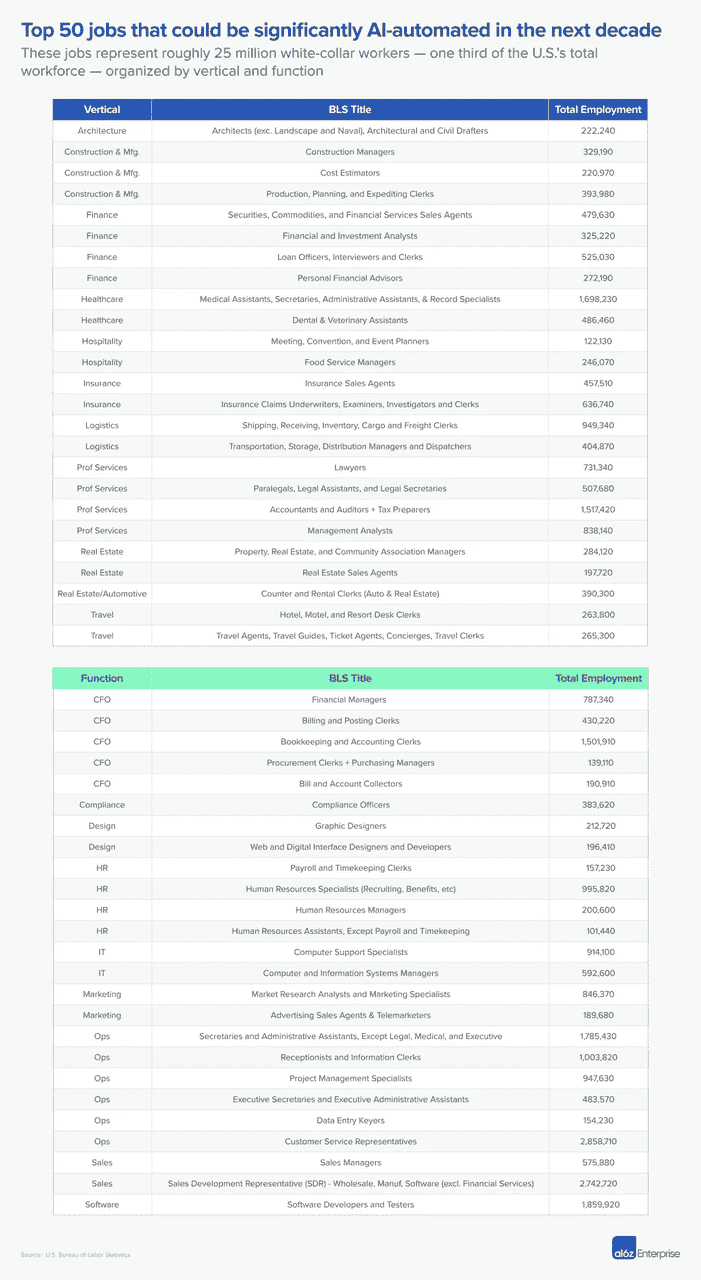 Top 50 jobs that could be significantly AI-automated in the next decade
These jobs represent roughly 25 million white-collar workers — one third of the U.S.'s total
workforce — organized by vertical and function
Vertical BLS Title Total Employment
Architecture Architects (exc. Landscape and Naval), Architectural and Civil Drafters 222,240
Construction & Mfg. Construction Managers 329,190
Construction & Mfg. Cost Estimators 220,970
Construction & Mfg. Production, Planning, and Expediting Clerks 393,980
Finance Securities, Commodities, and Financial Services Sales Agents 479,630
Finance Financial and Investment Analysts 325,220
Finance Loan Officers, Interviewers and Clerks 525,030
Finance Personal Financial Advisors 272,190
Healthcare Medical Assistants, Secretaries, Administrative Assistants, & Record Specialists 1,698,230
Healthcare Dental & Veterinary Assistants 486,460
Hospitality Meeting, Convention, and Event Planners 122,130
Hospitality Food Service Managers 246,070
Insurance Insurance Sales Agents 457,510
Insurance Insurance Claims Underwriters, Examiners, Investigators and Clerks 636,740
Logistics Shipping, Receiving, Inventory, Cargo and Freight Clerks 949,340
Logistics Transportation, Storage, Distribution Managers and Dispatchers 404,870
Prof Services Lawyers 731,340
Prof Services Paralegals, Legal Assistants, and Legal Secretaries 507,680
Prof Services Accountants and Auditors + Tax Preparers 1,517,420
Prof Services Management Analysts 838,140
Real Estate Property, Real Estate, and Community Association Managers 284,120
Real Estate Real Estate Sales Agents 197,720
Real Estate/Automotive Counter and Rental Clerks (Auto & Real Estate) 390,300
Travel Hotel, Motel, and Resort Desk Clerks 263,800
Travel Travel Agents, Travel Guides, Ticket Agents, Concierges, Travel Clerks 265,300
Function BLS Title Total Employment
CFO Financial Managers 787,340
CFO Billing and Posting Clerks 430,220
CFO Bookkeeping and Accounting Clerks 1,501,910
CFO Procurement Clerks + Purchasing Managers 139,110
CFO Bill and Account Collectors 190,910
Compliance Compliance Officers 383,620
Design Graphic Designers 212,720
Design Web and Digital Interface Designers and Developers 196,410
HR Payroll and Timekeeping Clerks 157,230
HR Human Resources Specialists (Recruiting, Benefits, etc) 995,820
HR Human Resources Managers 200,600
HR Human Resources Assistants, Except Payroll and Timekeeping 101,440
IT Computer Support Specialists 914,100
IT Computer and Information Systems Managers 592,600
Marketing Market Research Analysts and Marketing Specialists 846,370
Marketing Advertising Sales Agents & Telemarketers 189,680
Ops Secretaries and Administrative Assistants, Except Legal, Medical, and Executive 1,785,430
Ops Receptionists and Information Clerks 1,003,820
Ops Project Management Specialists 947,630
Ops Executive Secretaries and Executive Administrative Assistants 483,570
Ops Data Entry Keyers 154,230
Ops Customer Service Representatives 2,858,710
Sales Sales Managers 575,880
Sales Sales Development Representative (SDR) - Wholesale, Manuf, Software (excl. Financial Services) 2,742,720
Software Software Developers and Testers 1,859,920
Source: U.S. Bureau of Labor Statistics
a16z Enterprise